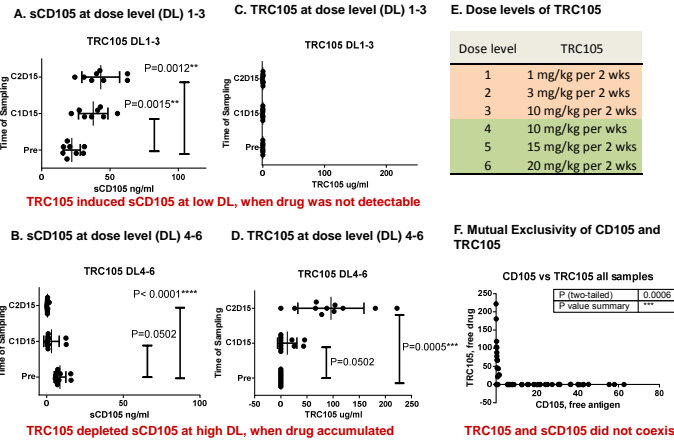 A. sCD105 at dose level (DL) 1-3
TRC105 DL1-3
Time of Sampling
C2D15
C1D15
Pre
P=0.0012**
P=0.0015**
0 50 100
sCD105 ng/ml
C. TRC105 at dose level (DL) 1-3
TRC105 DL1-3
Time of Sampling
C2D15
C1D15
Pre
0 100 200
TRC105 ug/ml
TRC105 induced sCD105 at low DL, when drug was not detectable
E. Dose levels of TRC105
Dose level TRC105
1 1 mg/kg per 2 wks
2 3 mg/kg per 2 wks
3 10 mg/kg per 2 wks
4 10 mg/kg per wks
5 15 mg/kg per 2 wks
6 20 mg/kg per 2 wks
B. sCD105 at dose level (DL) 4-6
TRC105 DL4-6
Time of Sampling
C2D15
C1D15
Pre
P< 0.0001****
P=0.0502
0 50 100
sCD105 ng/ml
D. TRC105 at dose level (DL) 4-6
TRC105 DL4-6
Time of Sampling
C2D15
C1D15
Pre
P=0.0005***
P=0.0502
-50 0 50 100 150 200 250
TRC105 ug/ml
TRC105 depleted sCD105 at high DL, when drug accumulated
F. Mutual Exclusivity of CD105 and
TRC105
CD105 vs TRC105 all samples
P (two-tailed) 0.0006
P value summary ***
TRC105, free drug
250
200
150
100
50
0
-50
20 40 60 80
CD105, free antigen
TRC105 and sCD105 did not coexis